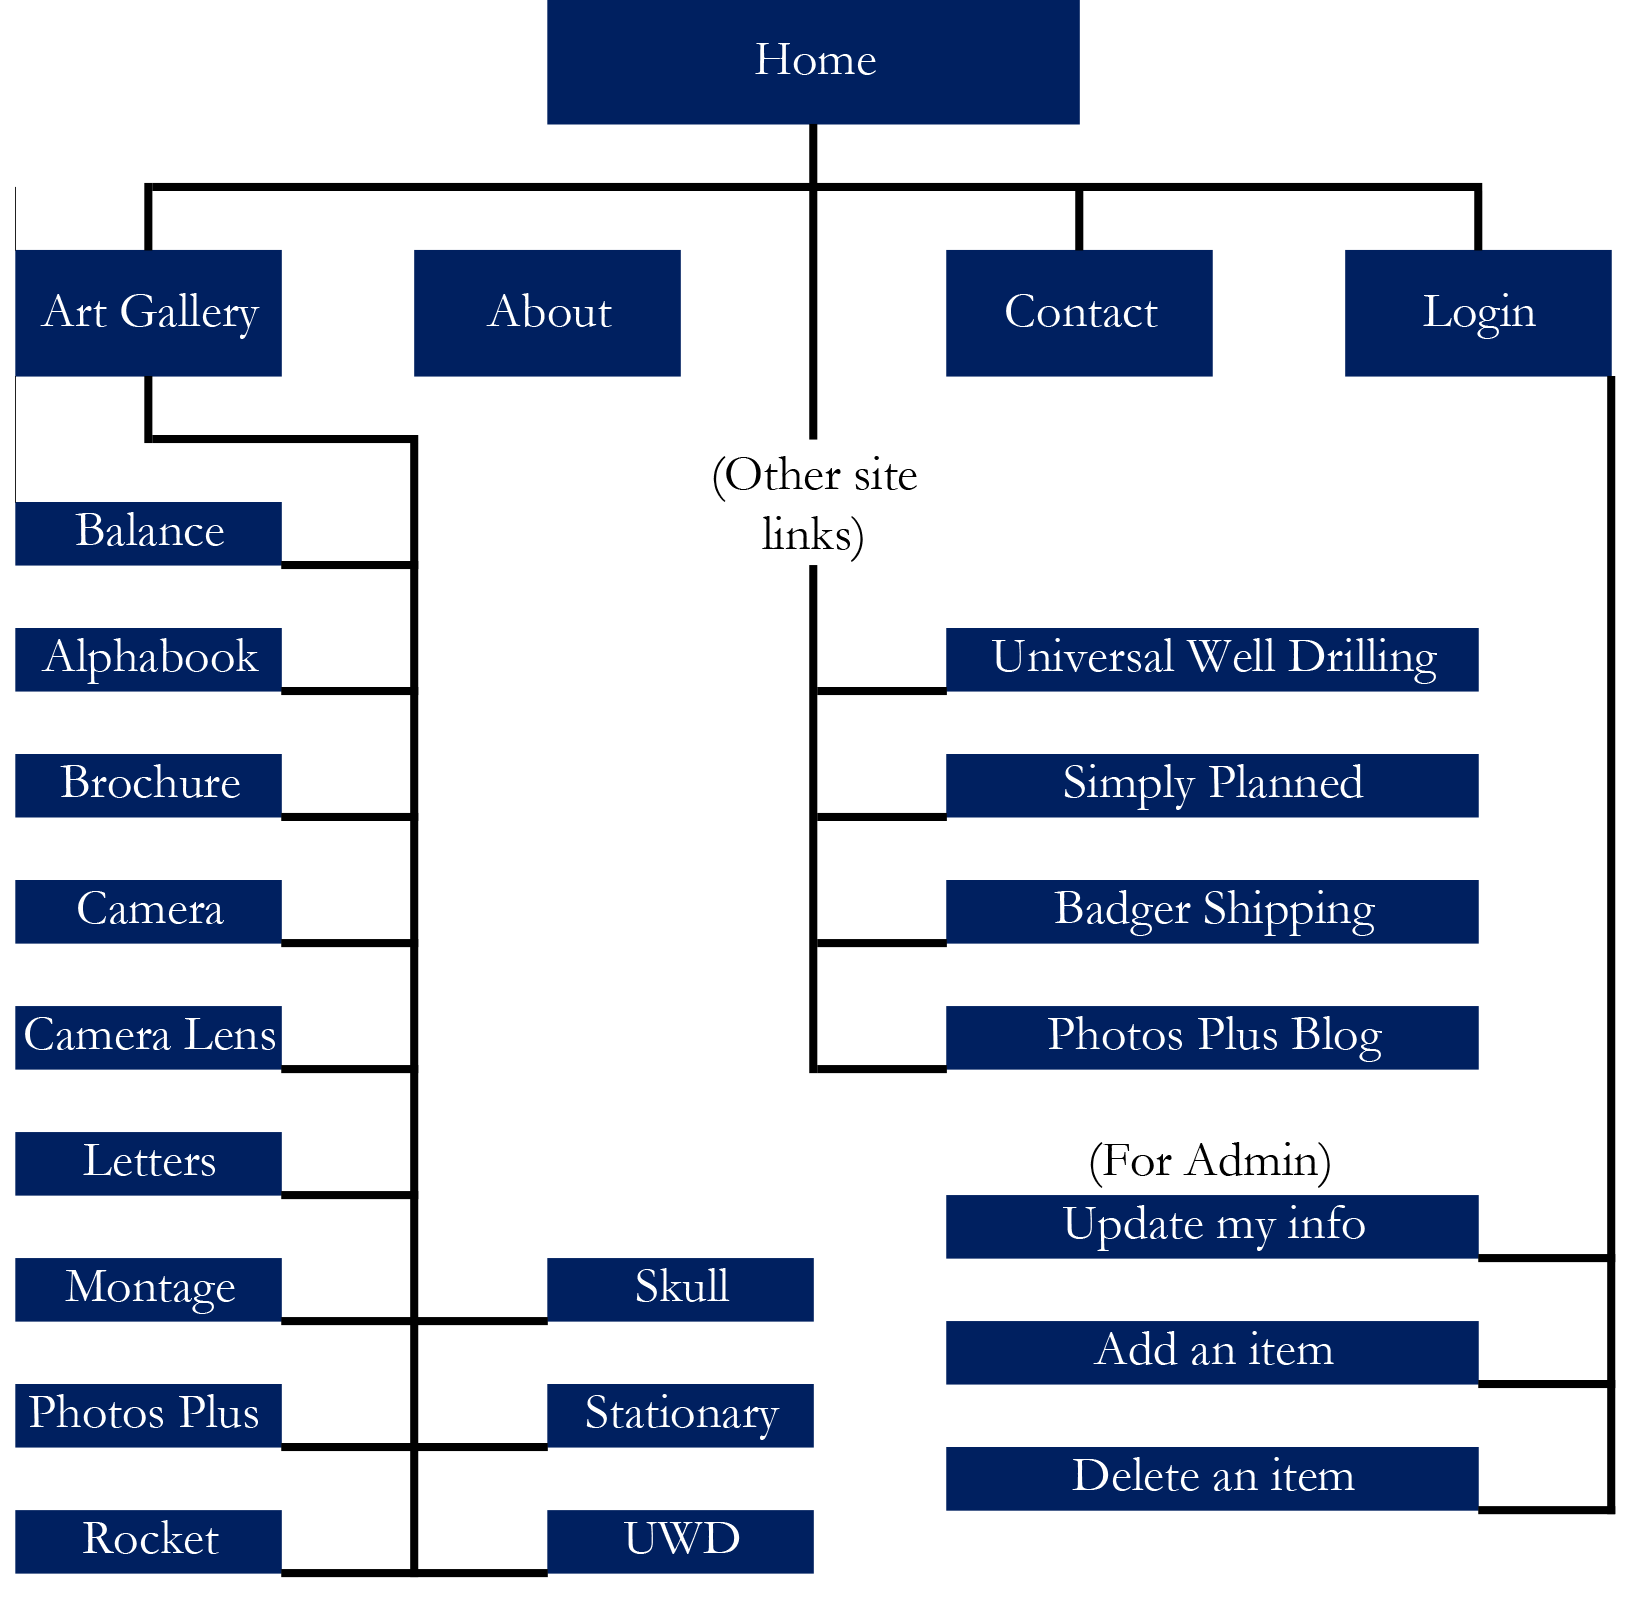 Home
Art Gallery
About
Contact
Login
(Other site
links)
Balance
Alphabook
Brochure
Camera
Camera Lens
Letters
Montage
Photos Plus
Rocket
Skull
Stationary
UWD
Universal Well Drilling
Simply Planned
Badger Shipping
Photos Plus Blog
(For Admin)
Update my info
Add an item
Delete an item